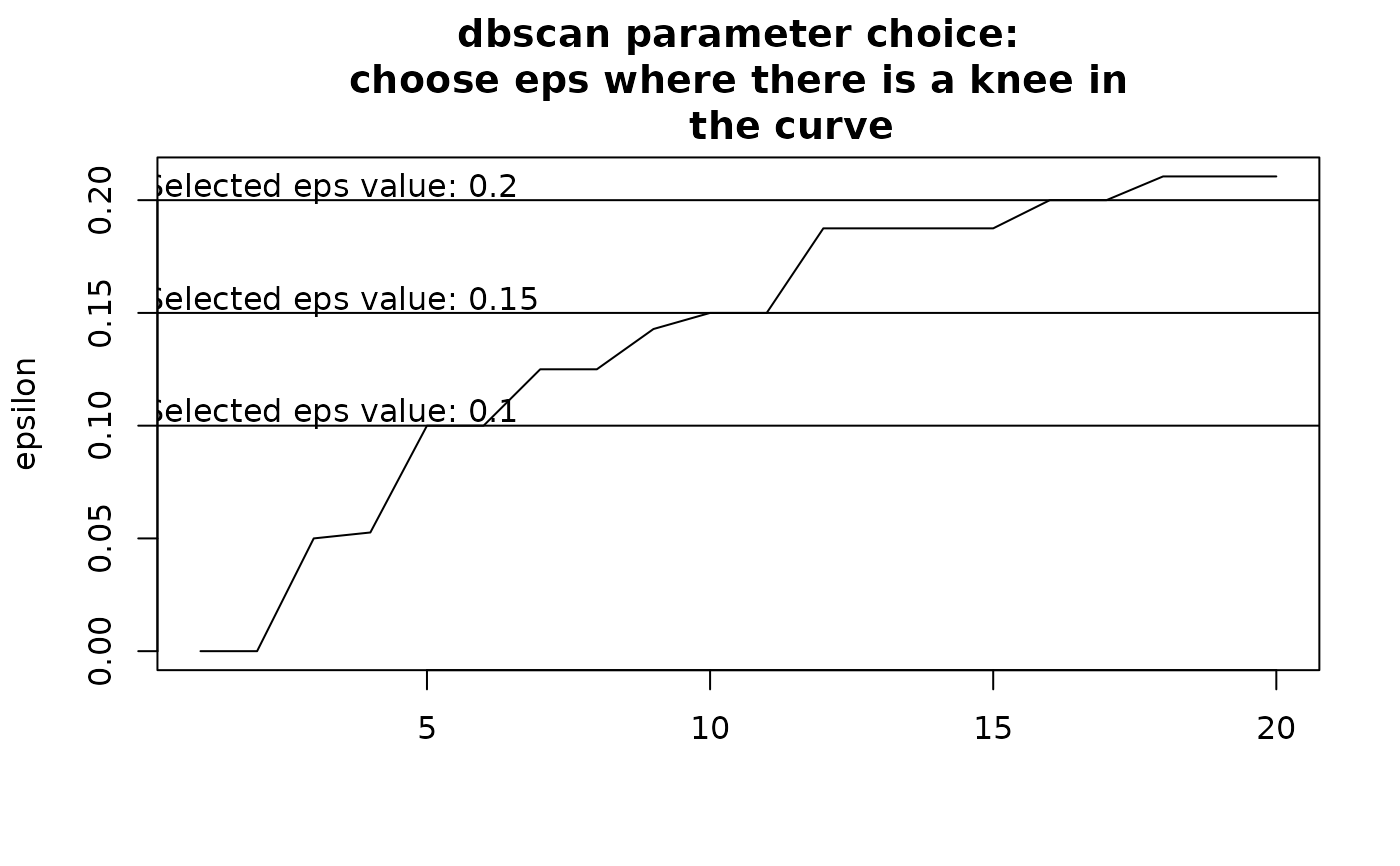 dbscan parameter choice:
choose eps where there is a knee in
the curve
Selected eps value: 0.2
Selected eps value: 0.15
Selected eps value: 0.1
epsilon
0.20
0.15
0.10
0.05
0.00
5
10
15
20